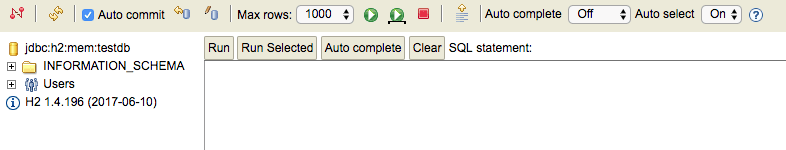 Auto commit Max rows: 1000 Auto complete Off Auto select On
jdbc:h2:mem:testdb
Run Run Selected Auto complete Clear SQL statement:
INFORMATION_SCHEMA
Users
H2 1.4.196 (2017-06-10)